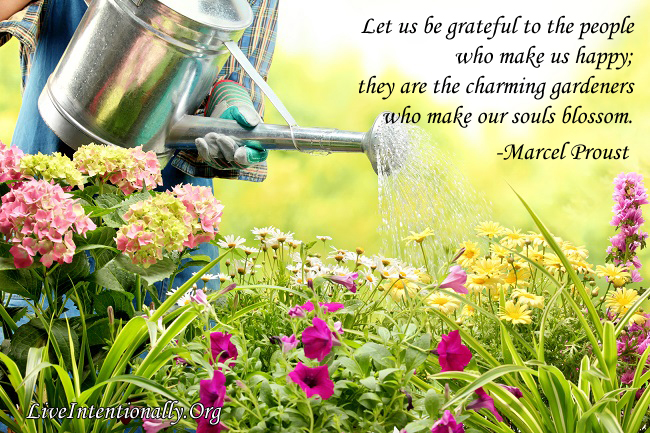 Let us be grateful to the people
who make us happy;
they are the charming gardeners
who make our souls blossom.
-Marcel Proust
LiveIntentionally.Org